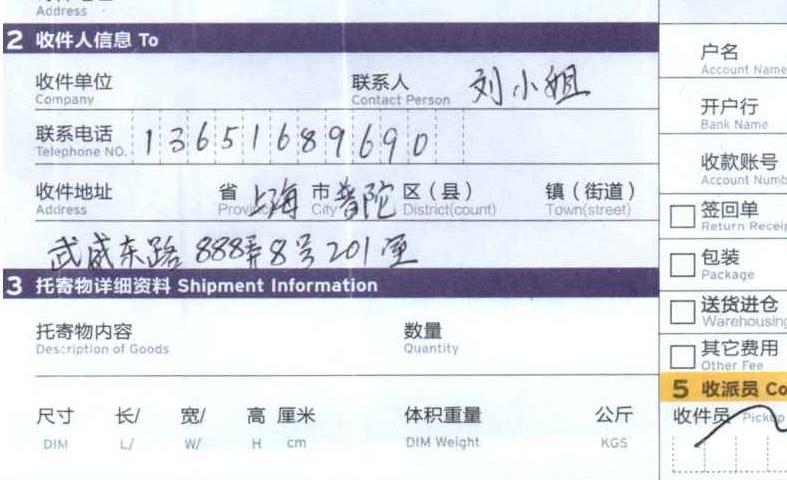 Address
2 收件人信息 To
收件单位 联系人 刘小姐
Company Contact Person
联系电话 13651689690
Telephone NO.
收件地址 省 上海 市 普陀 区（县） 镇（街道）
Address Province City District(count) Town(street)
武威东路888弄8号201室
3 托寄物详细资料 Shipment Information
托寄物内容 数量
Description of Goods Quantity
尺寸 长/ 宽/ 高 厘米 体积重量 公斤
DIM L/ W/ H cm DIM Weight KGS
户名
Account Name
开户行
Bank Name
收款账号
Account Numb
签回单
Return Receip
包装
Package
送货进仓
Warehousing
其它费用
Other Fee
5 收派员 Co
收件员 Pickup